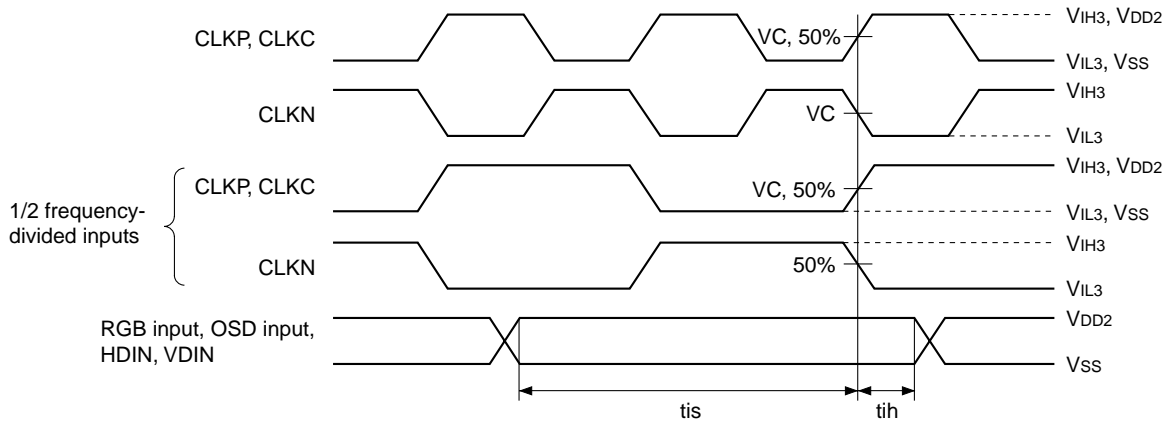 CLKP, CLKC
VC, 50%
VIH3, VDD2
VIL3, VSS
CLKN
VC
VIH3
VIL3
1/2 frequency-
divided inputs
CLKP, CLKC
VC, 50%
VIH3, VDD2
VIL3, VSS
CLKN
50%
VIH3
VIL3
RGB input, OSD input,
HDIN, VDIN
VDD2
VSS
tis
tih